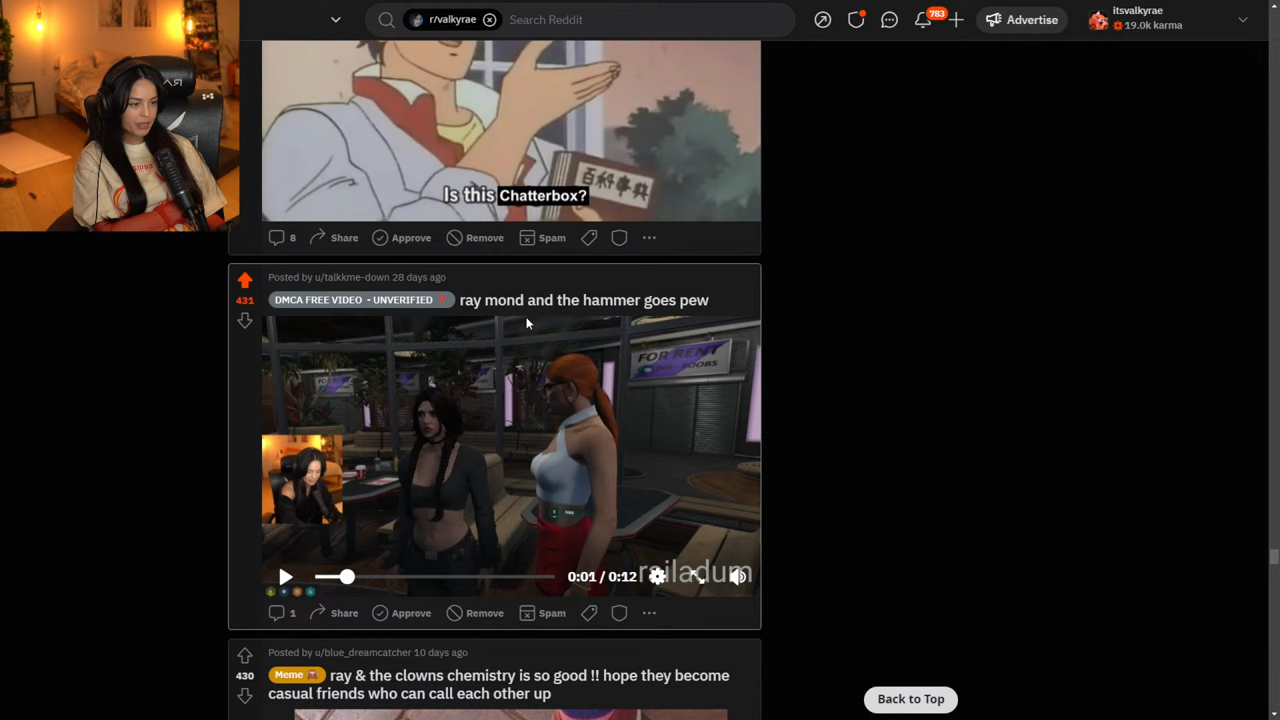 r/valkyrae
Search Reddit
783
Advertise
itsvalkyrae
19.0k karma
Is this Chatterbox?
百科事典
8 Share Approve Remove Spam
Posted by u/talkkme-down 28 days ago
431
DMCA FREE VIDEO - UNVERIFIED ray mond and the hammer goes pew
FOR RENT
0:01 / 0:12
1 Share Approve Remove Spam
Posted by u/blue_dreamcatcher 10 days ago
430
Meme ray & the clowns chemistry is so good !! hope they become
casual friends who can call each other up
Back to Top